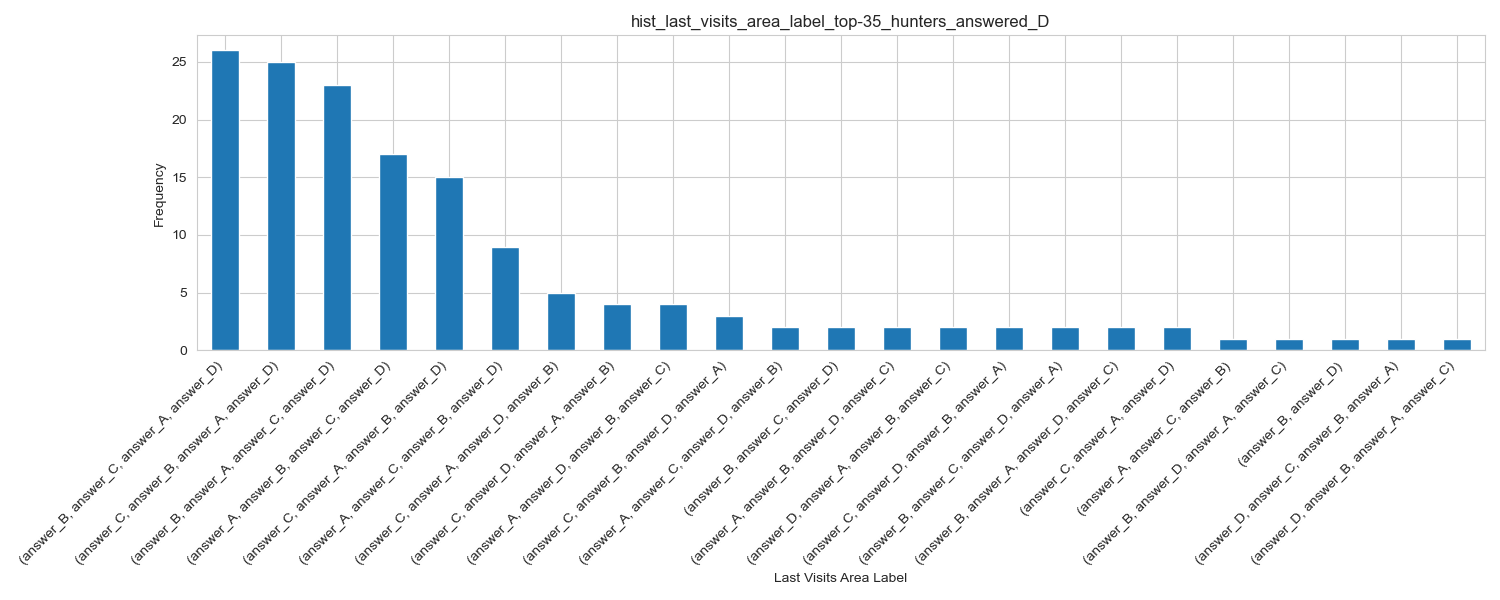 hist_last_visits_area_label_top-35_hunters_answered_D
Frequency
25
20
15
10
5
0
(answer_B, answer_C, answer_A, answer_D)
(answer_C, answer_B, answer_A, answer_D)
(answer_B, answer_A, answer_C, answer_D)
(answer_A, answer_B, answer_C, answer_D)
(answer_C, answer_A, answer_B, answer_D)
(answer_A, answer_C, answer_B, answer_D)
(answer_C, answer_A, answer_D, answer_B)
(answer_C, answer_D, answer_A, answer_B)
(answer_A, answer_D, answer_B, answer_C)
(answer_C, answer_B, answer_D, answer_A)
(answer_A, answer_C, answer_D, answer_B)
(answer_B, answer_C, answer_D)
(answer_A, answer_B, answer_D, answer_C)
(answer_D, answer_A, answer_B, answer_C)
(answer_C, answer_D, answer_B, answer_A)
(answer_B, answer_C, answer_D, answer_A)
(answer_B, answer_A, answer_D, answer_C)
(answer_C, answer_A, answer_D)
(answer_A, answer_C, answer_B)
(answer_B, answer_D, answer_A, answer_C)
(answer_B, answer_D)
(answer_D, answer_C, answer_B, answer_A)
(answer_D, answer_B, answer_A, answer_C)
Last Visits Area Label